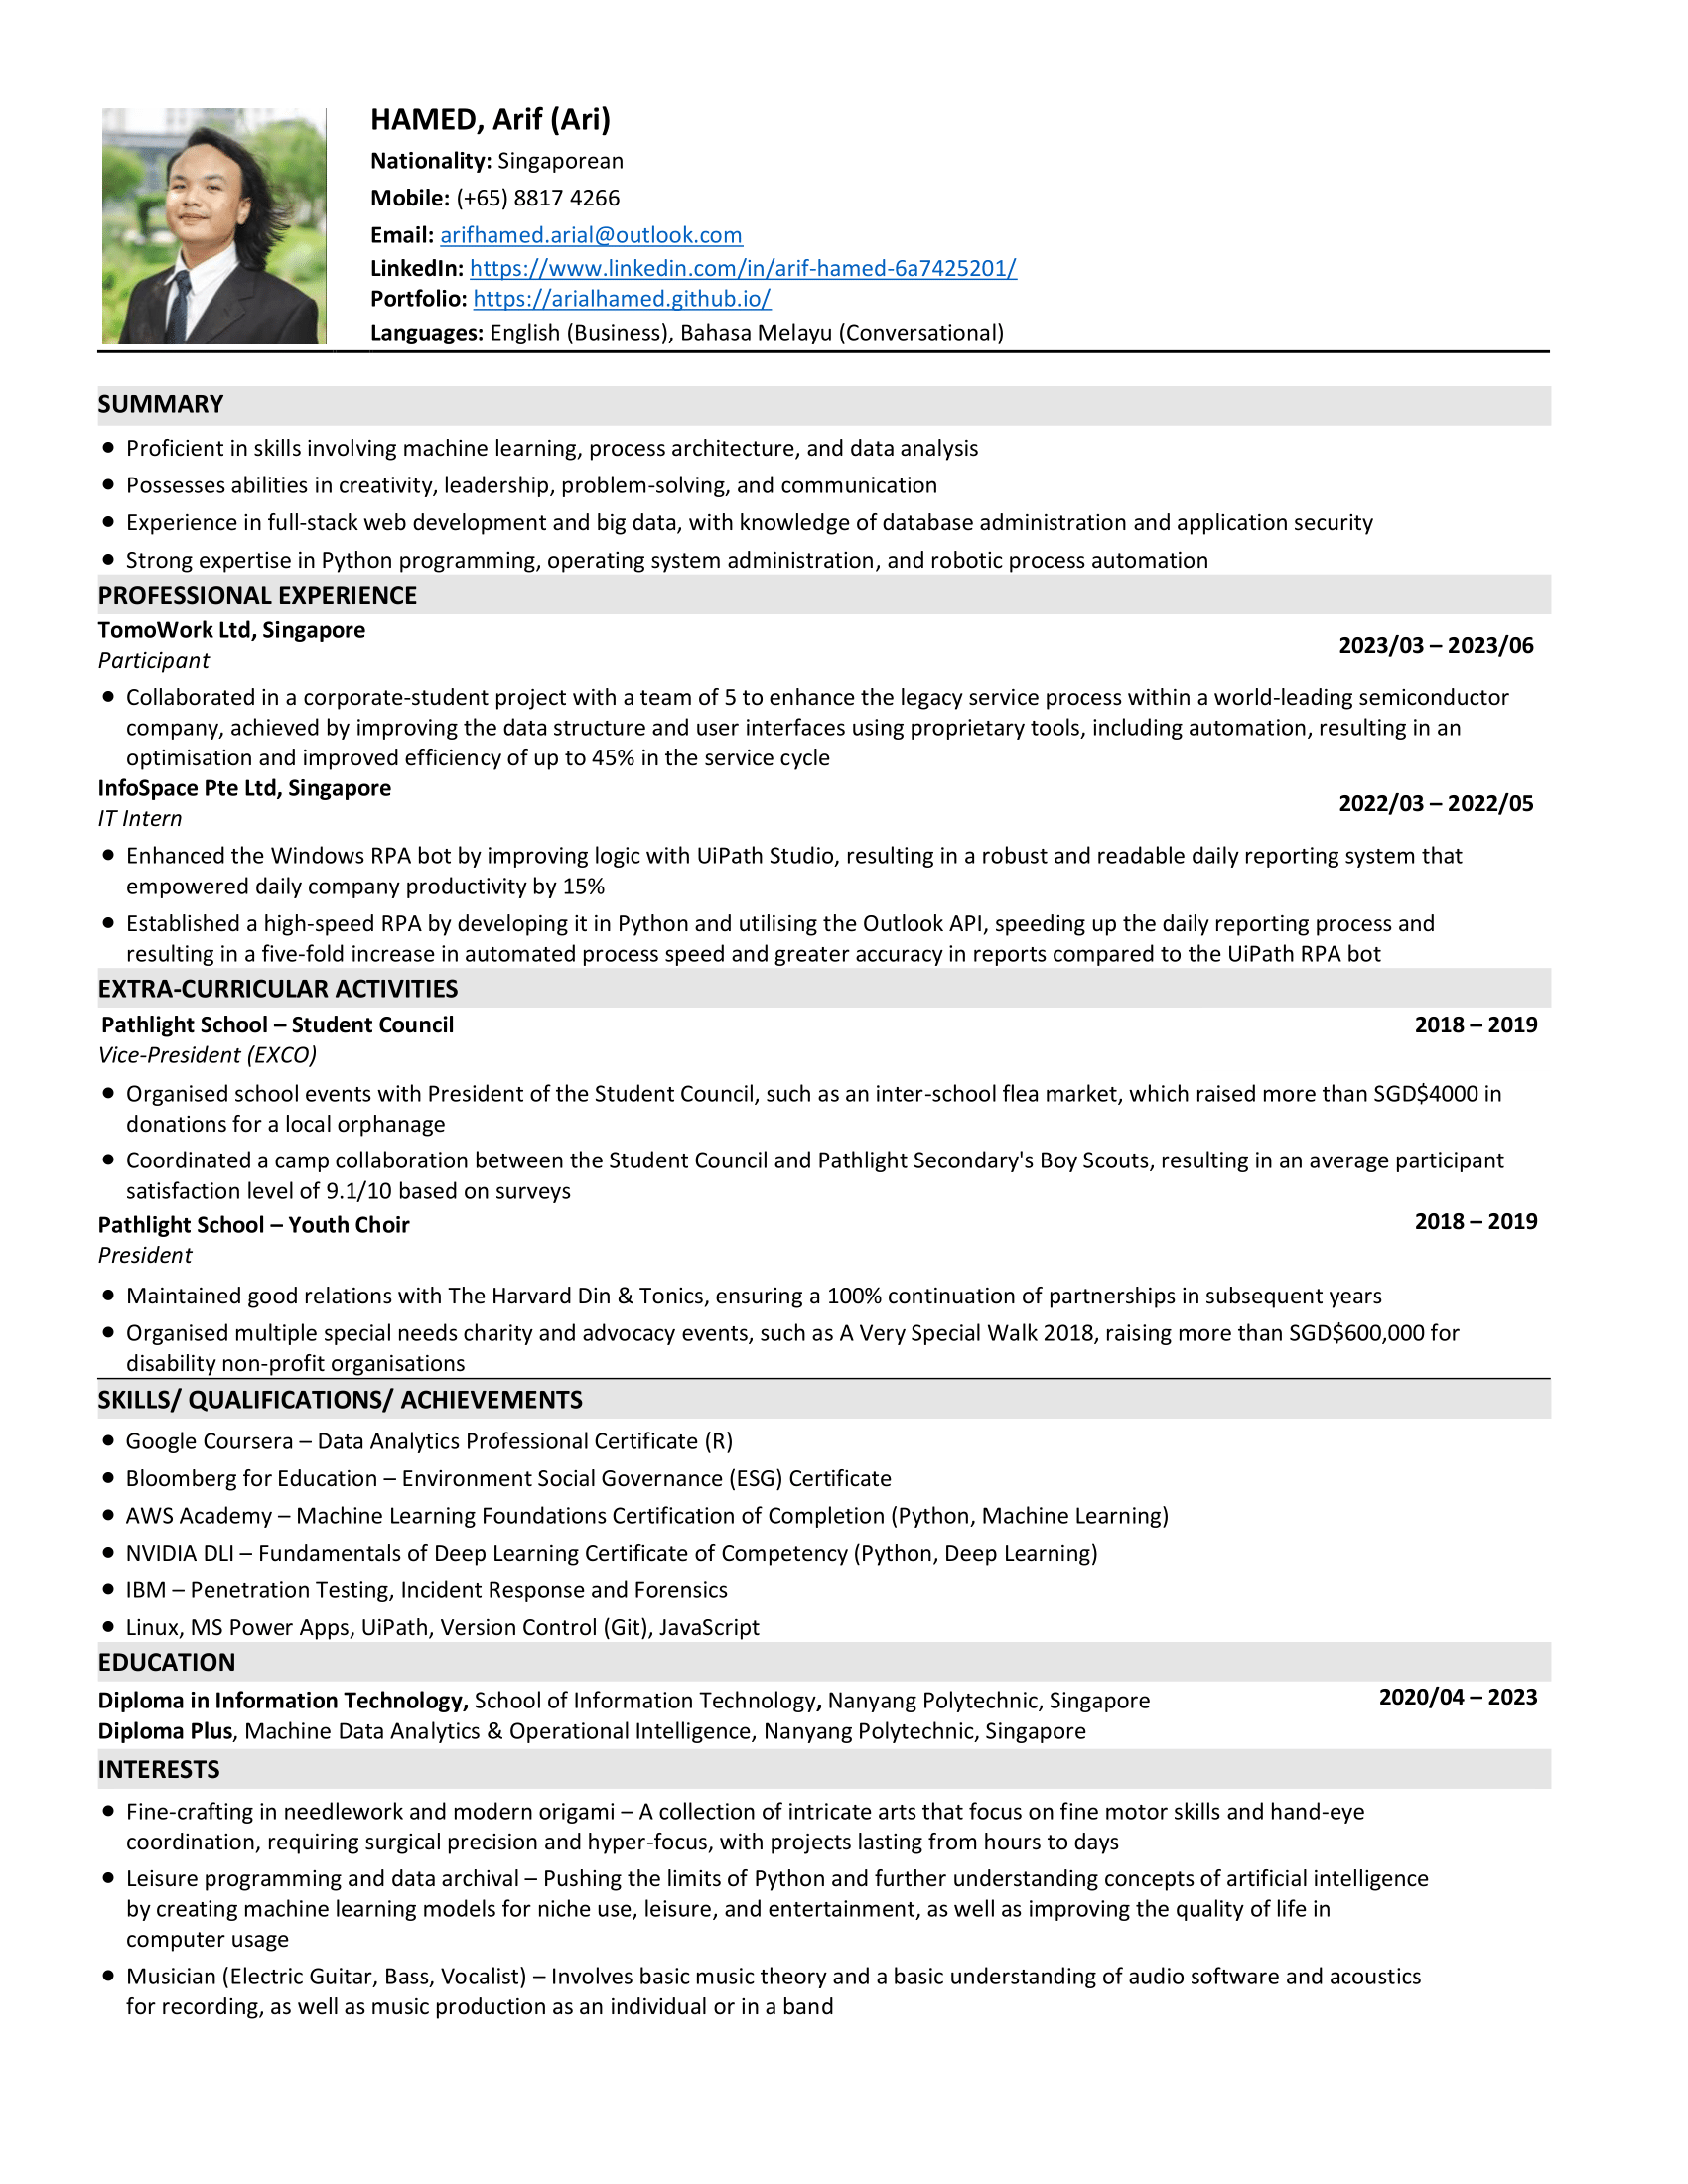 HAMED, Arif (Ari)
Nationality: Singaporean
Mobile: (+65) 8817 4266
Email: arifhamed.arial@outlook.com
LinkedIn: https://www.linkedin.com/in/arif-hamed-6a7425201/
Portfolio: https://arialhamed.github.io/
Languages: English (Business), Bahasa Melayu (Conversational)
SUMMARY
● Proficient in skills involving machine learning, process architecture, and data analysis
● Possesses abilities in creativity, leadership, problem-solving, and communication
● Experience in full-stack web development and big data, with knowledge of database administration and application security
● Strong expertise in Python programming, operating system administration, and robotic process automation
PROFESSIONAL EXPERIENCE
TomoWork Ltd, Singapore
2023/03 – 2023/06
Participant
● Collaborated in a corporate-student project with a team of 5 to enhance the legacy service process within a world-leading semiconductor
company, achieved by improving the data structure and user interfaces using proprietary tools, including automation, resulting in an
optimisation and improved efficiency of up to 45% in the service cycle
InfoSpace Pte Ltd, Singapore
2022/03 – 2022/05
IT Intern
● Enhanced the Windows RPA bot by improving logic with UiPath Studio, resulting in a robust and readable daily reporting system that
empowered daily company productivity by 15%
● Established a high-speed RPA by developing it in Python and utilising the Outlook API, speeding up the daily reporting process and
resulting in a five-fold increase in automated process speed and greater accuracy in reports compared to the UiPath RPA bot
EXTRA-CURRICULAR ACTIVITIES
Pathlight School – Student Council 2018 – 2019
Vice-President (EXCO)
● Organised school events with President of the Student Council, such as an inter-school flea market, which raised more than SGD$4000 in
donations for a local orphanage
● Coordinated a camp collaboration between the Student Council and Pathlight Secondary's Boy Scouts, resulting in an average participant
satisfaction level of 9.1/10 based on surveys
Pathlight School – Youth Choir 2018 – 2019
President
● Maintained good relations with The Harvard Din & Tonics, ensuring a 100% continuation of partnerships in subsequent years
● Organised multiple special needs charity and advocacy events, such as A Very Special Walk 2018, raising more than SGD$600,000 for
disability non-profit organisations
SKILLS/ QUALIFICATIONS/ ACHIEVEMENTS
● Google Coursera – Data Analytics Professional Certificate (R)
● Bloomberg for Education – Environment Social Governance (ESG) Certificate
● AWS Academy – Machine Learning Foundations Certification of Completion (Python, Machine Learning)
● NVIDIA DLI – Fundamentals of Deep Learning Certificate of Competency (Python, Deep Learning)
● IBM – Penetration Testing, Incident Response and Forensics
● Linux, MS Power Apps, UiPath, Version Control (Git), JavaScript
EDUCATION
Diploma in Information Technology, School of Information Technology, Nanyang Polytechnic, Singapore 2020/04 – 2023
Diploma Plus, Machine Data Analytics & Operational Intelligence, Nanyang Polytechnic, Singapore
INTERESTS
● Fine-crafting in needlework and modern origami – A collection of intricate arts that focus on fine motor skills and hand-eye
coordination, requiring surgical precision and hyper-focus, with projects lasting from hours to days
● Leisure programming and data archival – Pushing the limits of Python and further understanding concepts of artificial intelligence
by creating machine learning models for niche use, leisure, and entertainment, as well as improving the quality of life in
computer usage
● Musician (Electric Guitar, Bass, Vocalist) – Involves basic music theory and a basic understanding of audio software and acoustics
for recording, as well as music production as an individual or in a band